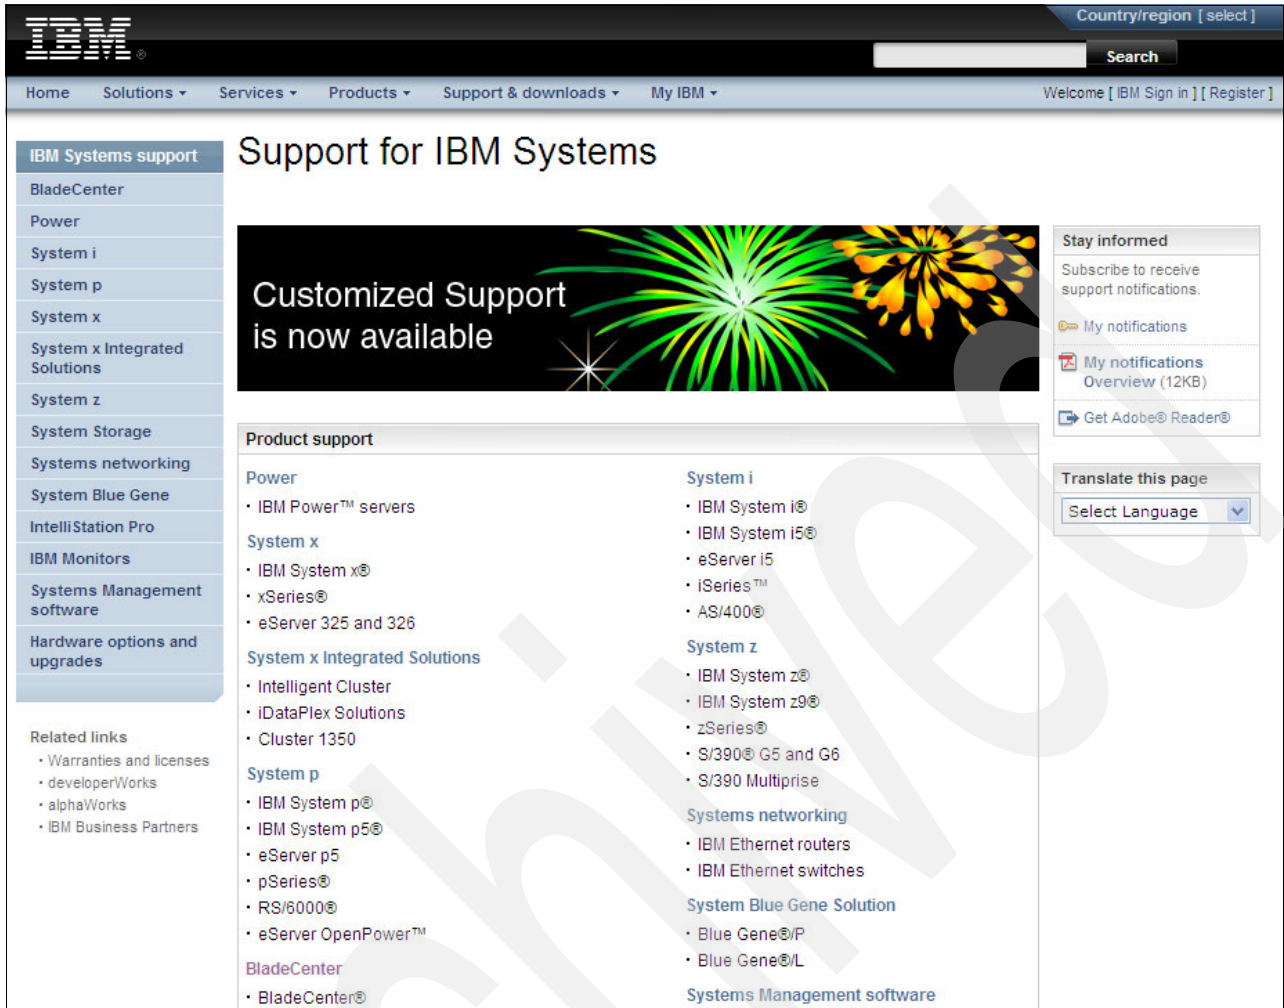 Country/region [ select ]
IBM®
Search
Home Solutions Services Products Support & downloads My IBM Welcome [ IBM Sign in ] [ Register ]
IBM Systems support
BladeCenter
Power
System i
System p
System x
System x Integrated
Solutions
System z
System Storage
Systems networking
System Blue Gene
IntelliStation Pro
IBM Monitors
Systems Management
software
Hardware options and
upgrades
Related links
· Warranties and licenses
· developerWorks
· alphaWorks
· IBM Business Partners
Support for IBM Systems
Customized Support
is now available
Product support
Power
· IBM Power™ servers
System x
· IBM System x®
· xSeries®
· eServer 325 and 326
System x Integrated Solutions
· Intelligent Cluster
· iDataPlex Solutions
· Cluster 1350
System p
· IBM System p®
· IBM System p5®
· eServer p5
· pSeries®
· RS/6000®
· eServer OpenPower™
BladeCenter
· BladeCenter®
System i
· IBM System i®
· IBM System i5®
· eServer i5
· iSeries™
· AS/400®
System z
· IBM System z®
· IBM System z9®
· zSeries®
· S/390® G5 and G6
· S/390 Multiprise
Systems networking
· IBM Ethernet routers
· IBM Ethernet switches
System Blue Gene Solution
· Blue Gene®/P
· Blue Gene®/L
Systems Management software
Stay informed
Subscribe to receive
support notifications.
My notifications
My notifications
Overview (12KB)
Get Adobe® Reader®
Translate this page
Select Language